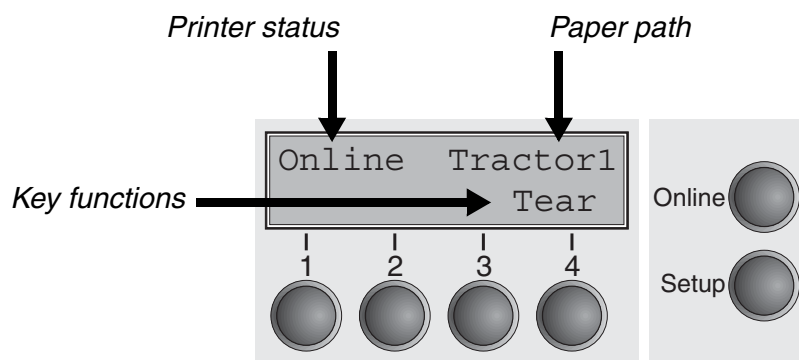 Printer status Paper path
Online Tractor1
Key functions Tear
Online
1 2 3 4
Setup